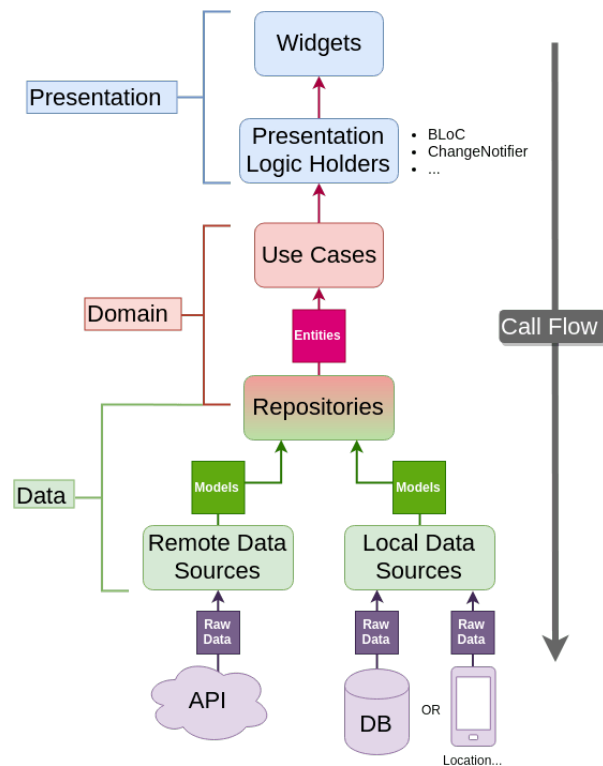 Widgets
Presentation
Presentation
Logic Holders
• BLoC
• ChangeNotifier
• ...
Use Cases
Domain
Entities
Call Flow
Repositories
Data
Models
Models
Remote Data
Sources
Local Data
Sources
Raw
Data
Raw
Data
Raw
Data
API
DB
OR
Location...